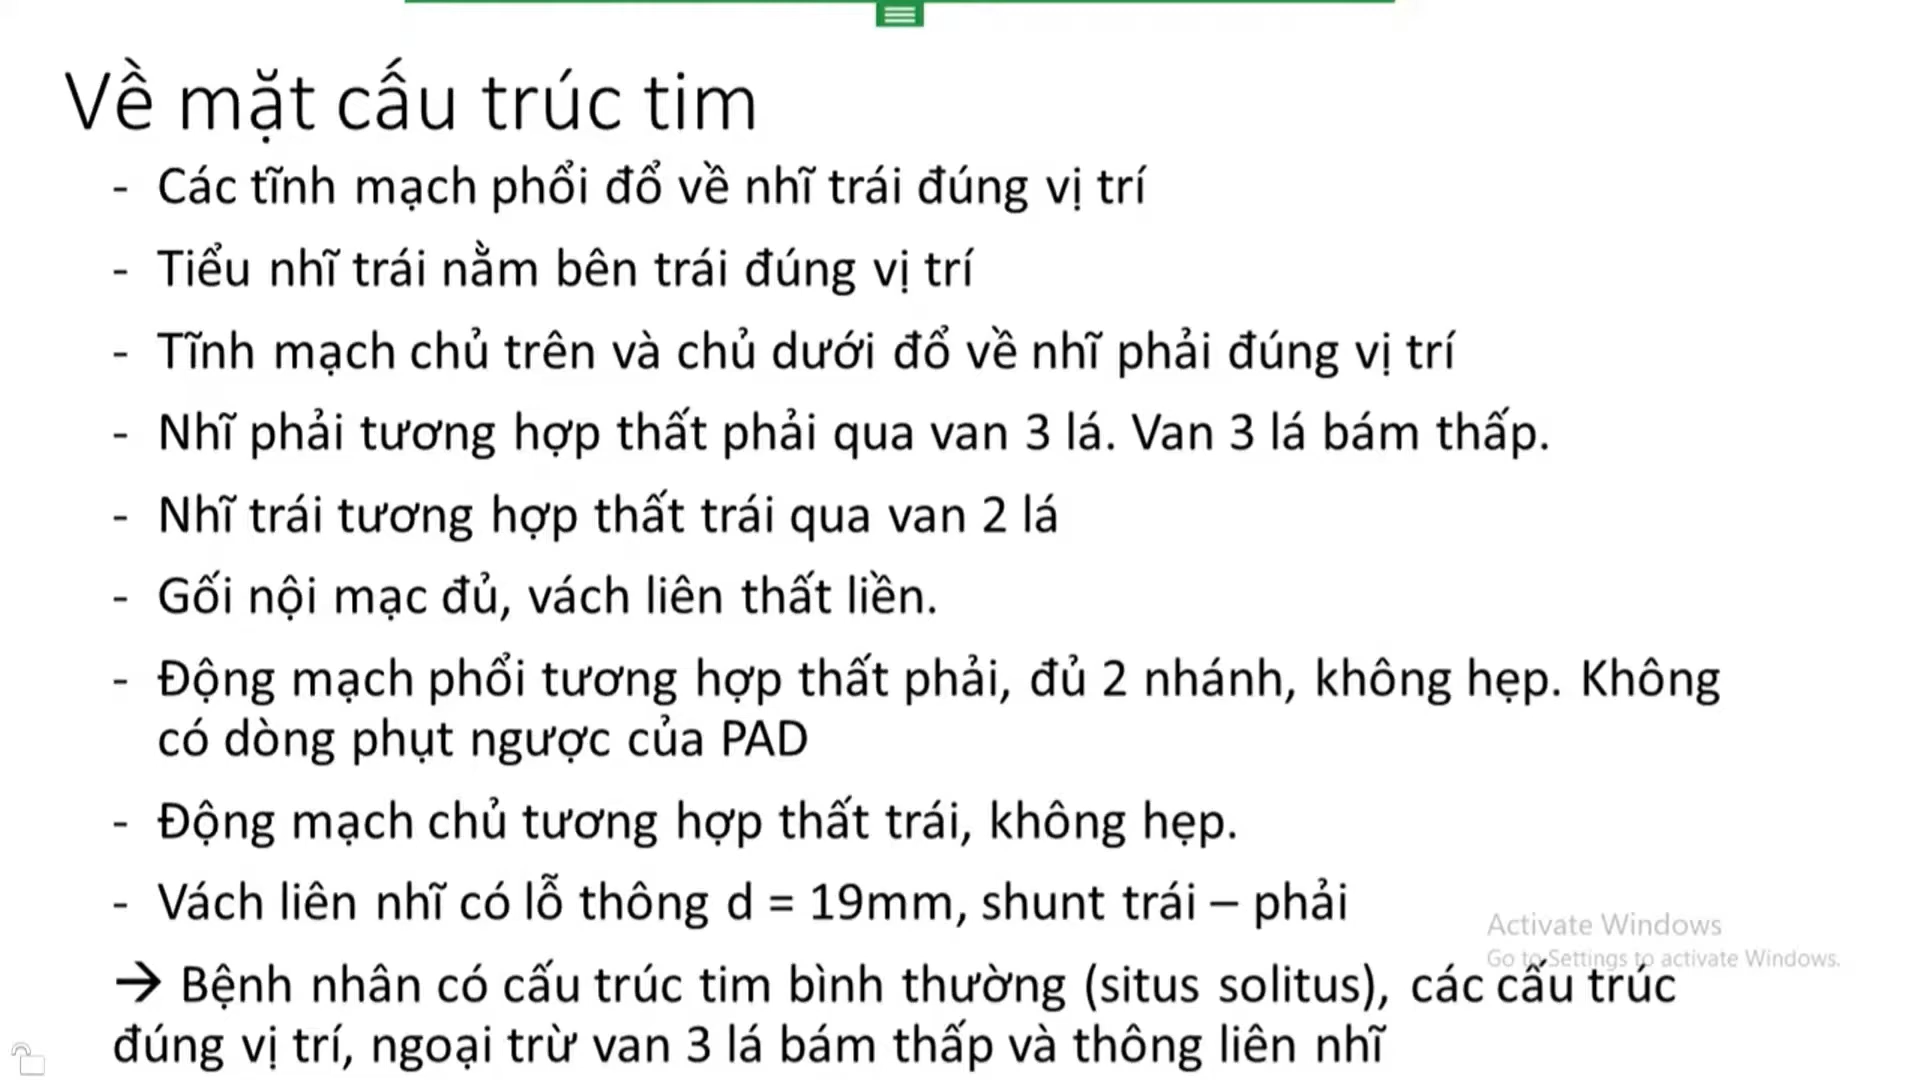 Về mặt cấu trúc tim
- Các tĩnh mạch phổi đổ về nhĩ trái đúng vị trí
- Tiểu nhĩ trái nằm bên trái đúng vị trí
- Tĩnh mạch chủ trên và chủ dưới đổ về nhĩ phải đúng vị trí
- Nhĩ phải tương hợp thất phải qua van 3 lá. Van 3 lá bám thấp.
- Nhĩ trái tương hợp thất trái qua van 2 lá
- Gối nội mạc đủ, vách liên thất liền.
- Động mạch phổi tương hợp thất phải, đủ 2 nhánh, không hẹp. Không
có dòng phụt ngược của PAD
- Động mạch chủ tương hợp thất trái, không hẹp.
- Vách liên nhĩ có lỗ thông d = 19mm, shunt trái – phải
Activate Windows
Go to Settings to activate Windows.
→ Bệnh nhân có cấu trúc tim bình thường (situs solitus), các cấu trúc
đúng vị trí, ngoại trừ van 3 lá bám thấp và thông liên nhĩ